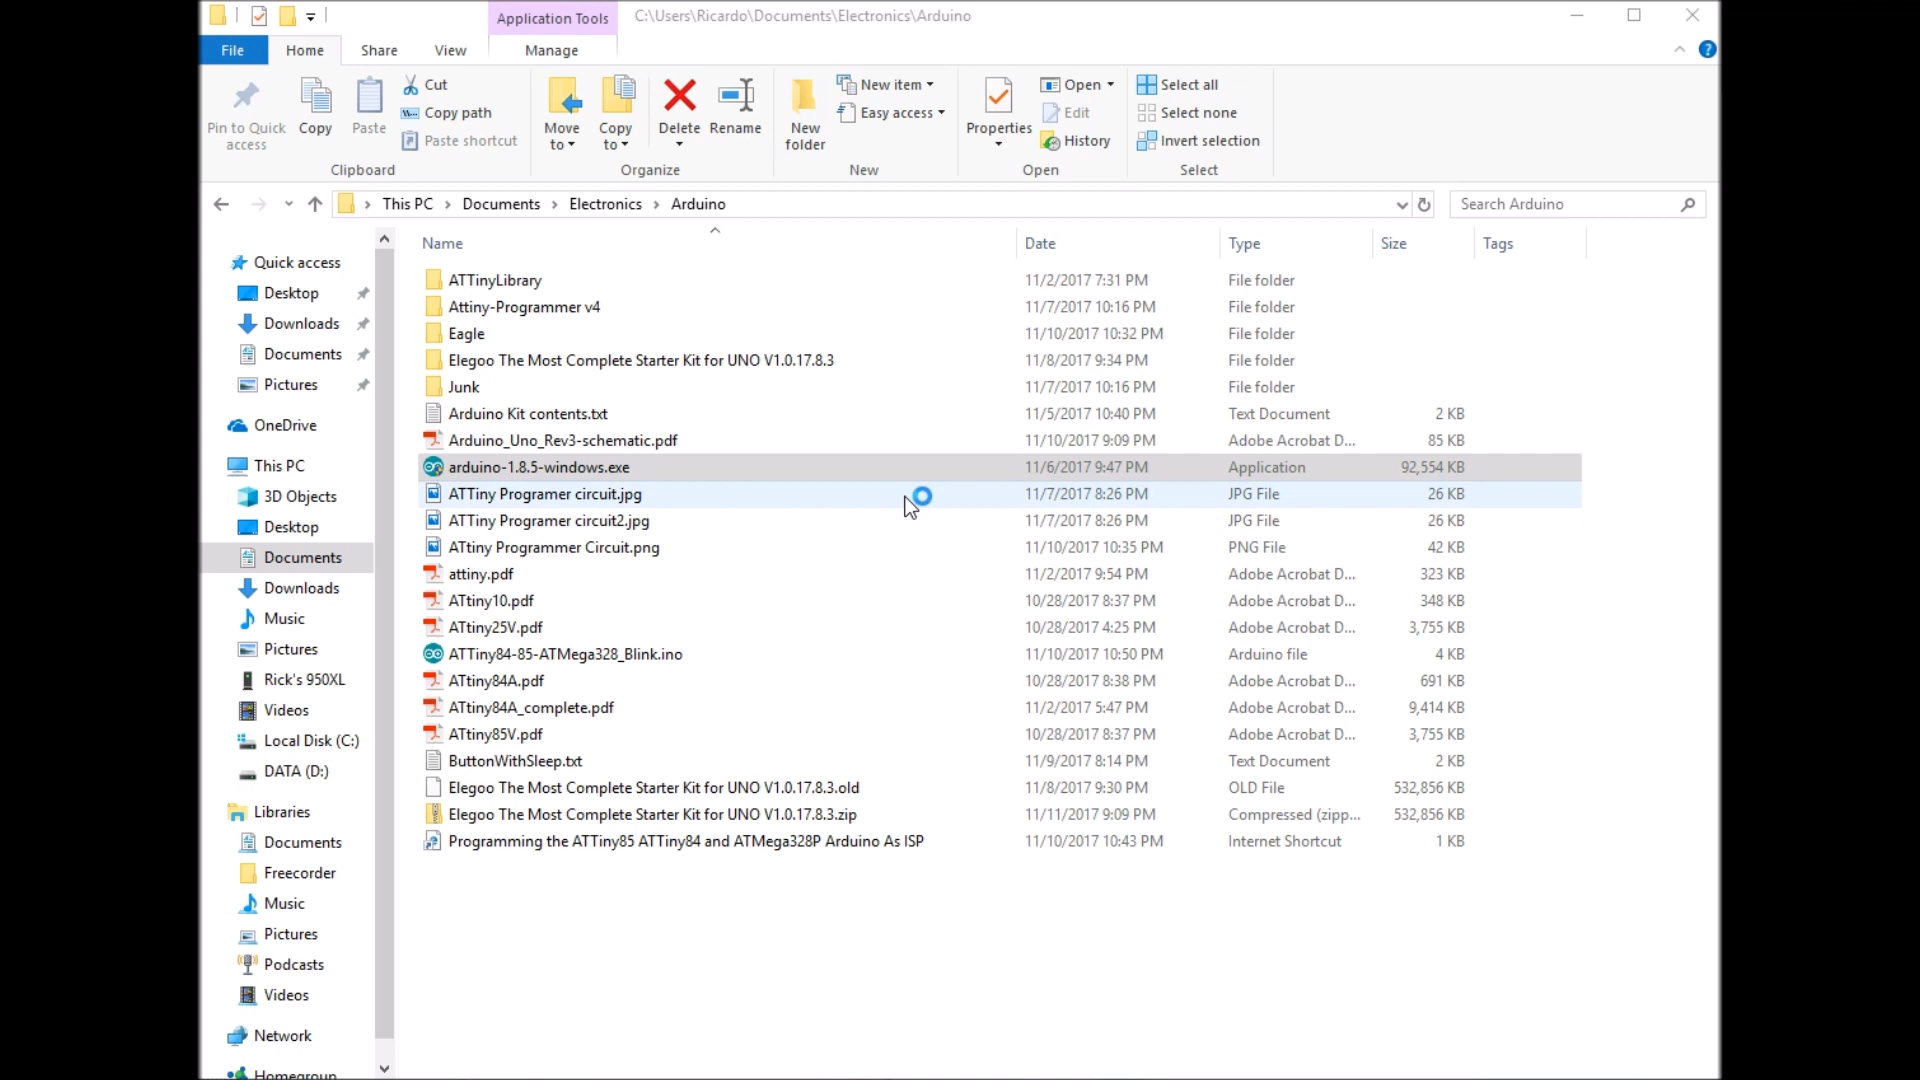 Application Tools
C:\Users\Ricardo\Documents\Electronics\Arduino
File Home Share View Manage
Pin to Quick access
Copy
Paste
Cut
Copy path
Paste shortcut
Clipboard
Move to
Copy to
Delete
Rename
Organize
New folder
New item
Easy access
New
Properties
Open
Edit
History
Open
Select all
Select none
Invert selection
Select
This PC > Documents > Electronics > Arduino
Search Arduino
Quick access
Desktop
Downloads
Documents
Pictures
OneDrive
This PC
3D Objects
Desktop
Documents
Downloads
Music
Pictures
Rick's 950XL
Videos
Local Disk (C:)
DATA (D:)
Libraries
Documents
Freecorder
Music
Pictures
Podcasts
Videos
Network
Homegroup
Name Date Type Size Tags
ATTinyLibrary 11/2/2017 7:31 PM File folder
Attiny-Programmer v4 11/7/2017 10:16 PM File folder
Eagle 11/10/2017 10:32 PM File folder
Elegoo The Most Complete Starter Kit for UNO V1.0.17.8.3 11/8/2017 9:34 PM File folder
Junk 11/7/2017 10:16 PM File folder
Arduino Kit contents.txt 11/5/2017 10:40 PM Text Document 2 KB
Arduino_Uno_Rev3-schematic.pdf 11/10/2017 9:09 PM Adobe Acrobat D... 85 KB
arduino-1.8.5-windows.exe 11/6/2017 9:47 PM Application 92,554 KB
ATTiny Programer circuit.jpg 11/7/2017 8:26 PM JPG File 26 KB
ATTiny Programer circuit2.jpg 11/7/2017 8:26 PM JPG File 26 KB
ATtiny Programmer Circuit.png 11/10/2017 10:35 PM PNG File 42 KB
attiny.pdf 11/2/2017 9:54 PM Adobe Acrobat D... 323 KB
ATtiny10.pdf 10/28/2017 8:37 PM Adobe Acrobat D... 348 KB
ATtiny25V.pdf 10/28/2017 4:25 PM Adobe Acrobat D... 3,755 KB
ATTiny84-85-ATMega328_Blink.ino 11/10/2017 10:50 PM Arduino file 4 KB
ATtiny84A.pdf 10/28/2017 8:38 PM Adobe Acrobat D... 691 KB
ATtiny84A_complete.pdf 11/2/2017 5:47 PM Adobe Acrobat D... 9,414 KB
ATtiny85V.pdf 10/28/2017 8:37 PM Adobe Acrobat D... 3,755 KB
ButtonWithSleep.txt 11/9/2017 8:14 PM Text Document 2 KB
Elegoo The Most Complete Starter Kit for UNO V1.0.17.8.3.old 11/8/2017 9:30 PM OLD File 532,856 KB
Elegoo The Most Complete Starter Kit for UNO V1.0.17.8.3.zip 11/11/2017 9:09 PM Compressed (zipp... 532,856 KB
Programming the ATTiny85 ATTiny84 and ATMega328P Arduino As ISP 11/10/2017 10:43 PM Internet Shortcut 1 KB